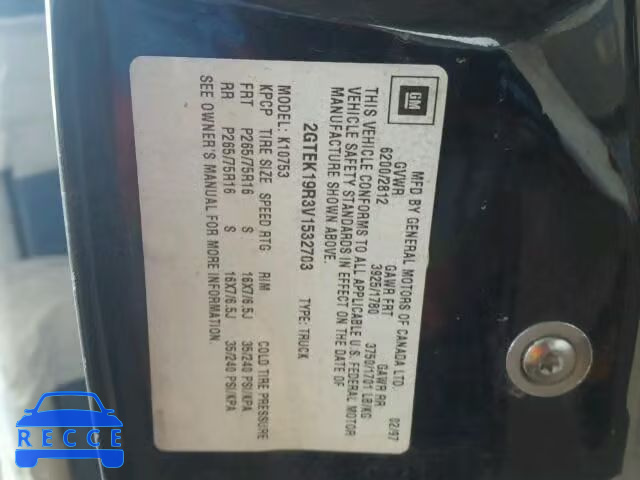 GM
MFD BY GENERAL MOTORS OF CANADA LTD.
02/97
GVWR GAWR FRT GAWR RR
6200/2812 3925/1780 3750/1701 LB/KG
THIS VEHICLE CONFORMS TO ALL APPLICABLE U.S. FEDERAL MOTOR
VEHICLE SAFETY STANDARDS IN EFFECT ON THE DATE OF
MANUFACTURE SHOWN ABOVE.
2GTEK19R3V1532703 TYPE: TRUCK
MODEL: K10753
KPCP TIRE SIZE SPEED RTG RIM COLD TIRE PRESSURE
FRT P265/75R16 S 16X7/6.5J 35/240 PSI/KPA
RR P265/75R16 S 16X7/6.5J 35/240 PSI/KPA
SEE OWNER'S MANUAL FOR MORE INFORMATION.